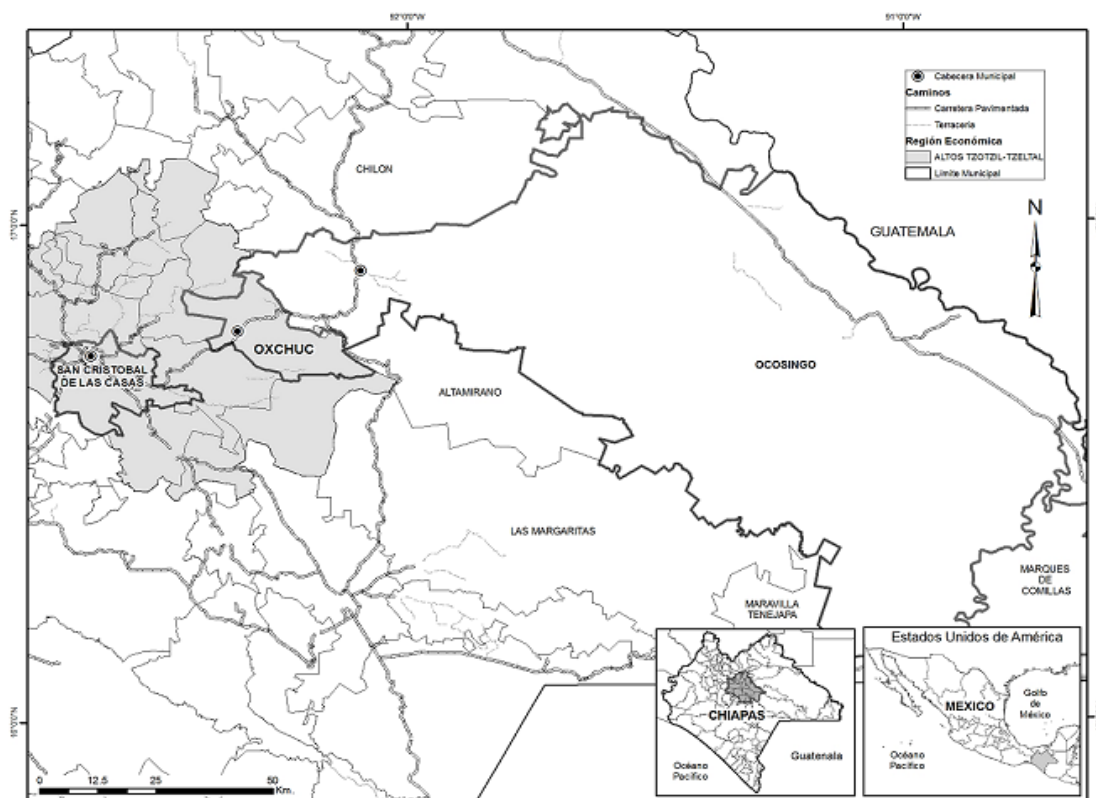 92°0'0"W
91°0'0"W
Cabecera Municipal
Caminos
Carretera Pavimentada
Terracería
Región Económica
ALTOS TZOTZIL-TZELTAL
Límite Municipal
N
CHILON
17°0'0"N
GUATEMALA
OXCHUC
SAN CRISTOBAL
DE LAS CASAS
OCOSINGO
ALTAMIRANO
LAS MARGARITAS
MARQUES
DE
COMILLAS
MARAVILLA
TENEJAPA
16°0'0"N
CHIAPAS
Océano
Pacífico
Guatenala
Estados Unidos de América
MEXICO
Golfo
de
México
Océano
Pacífico
0 12.5 25 50
Km.